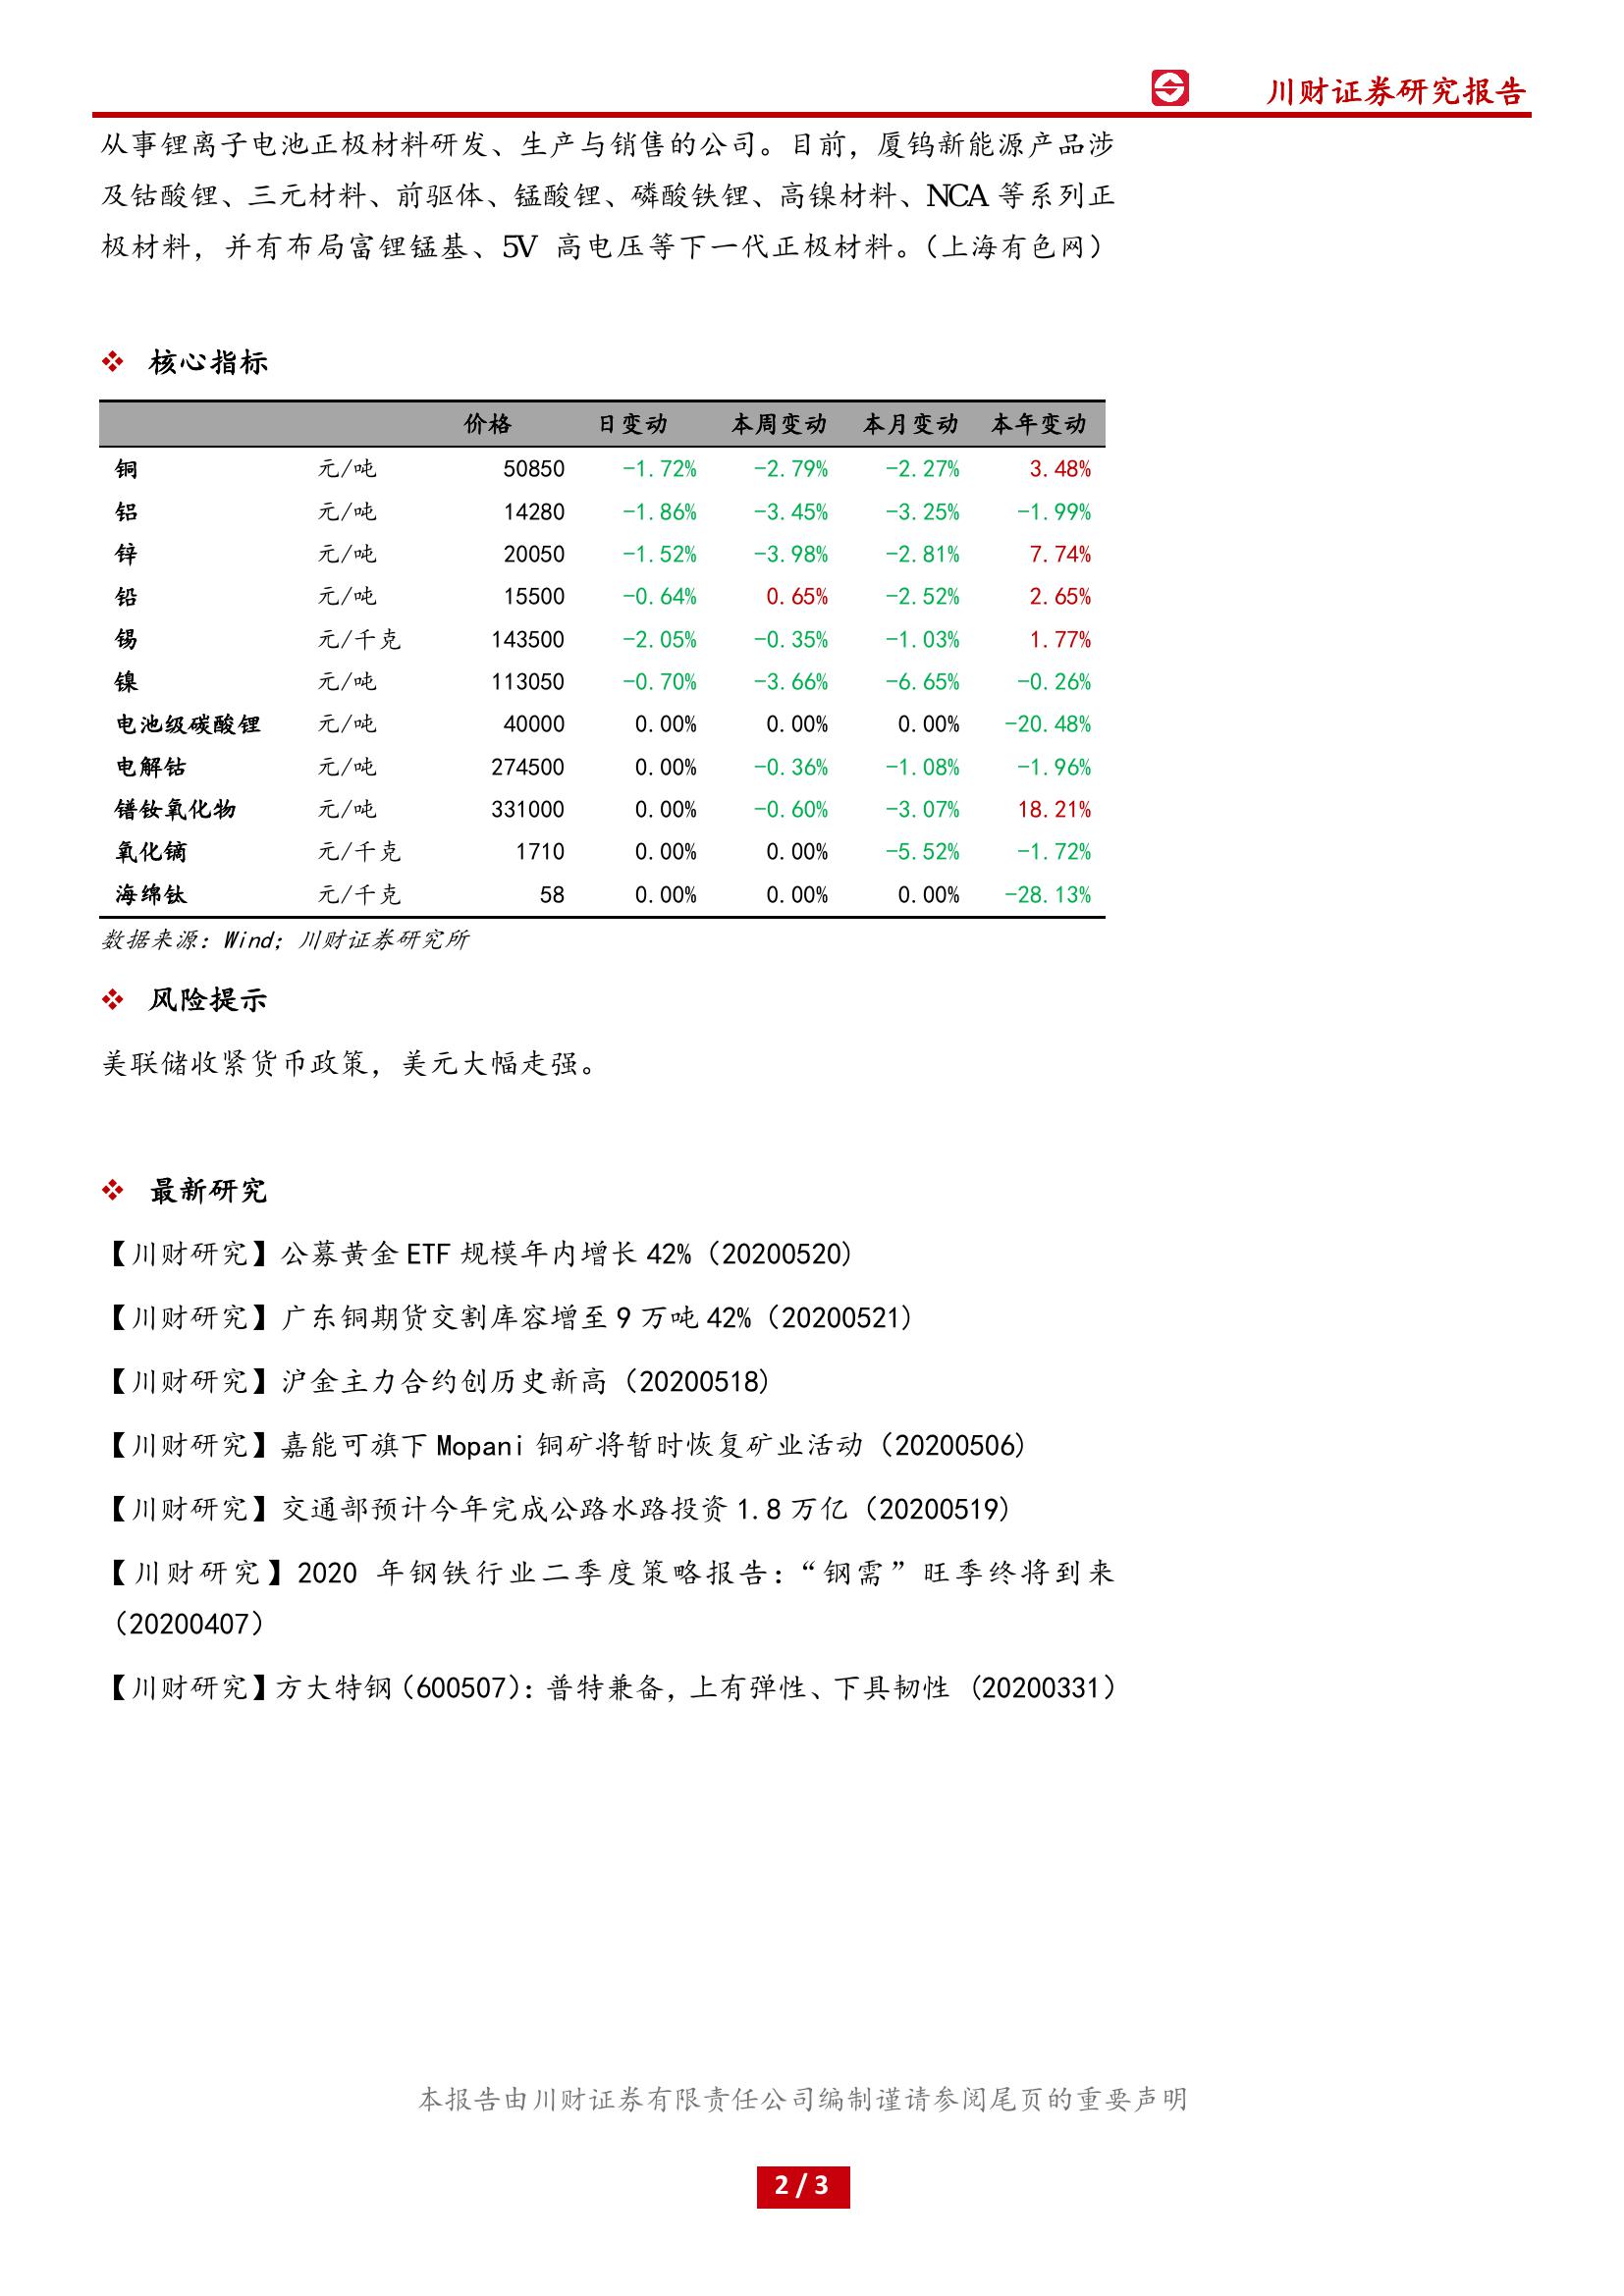 川财证券研究报告
从事锂离子电池正极材料研发、生产与销售的公司。目前，厦钨新能源产品涉
及钴酸锂、三元材料、前驱体、锰酸锂、磷酸铁锂、高镍材料、NCA 等系列正
极材料，并有布局富锂锰基、5V 高电压等下一代正极材料。（上海有色网）
❖ 核心指标
价格 日变动 本周变动 本月变动 本年变动
铜 元/吨 50850 -1.72% -2.79% -2.27% 3.48%
铝 元/吨 14280 -1.86% -3.45% -3.25% -1.99%
锌 元/吨 20050 -1.52% -3.98% -2.81% 7.74%
铅 元/吨 15500 -0.64% 0.65% -2.52% 2.65%
锡 元/千克 143500 -2.05% -0.35% -1.03% 1.77%
镍 元/吨 113050 -0.70% -3.66% -6.65% -0.26%
电池级碳酸锂 元/吨 40000 0.00% 0.00% 0.00% -20.48%
电解钴 元/吨 274500 0.00% -0.36% -1.08% -1.96%
镨钕氧化物 元/吨 331000 0.00% -0.60% -3.07% 18.21%
氧化镝 元/千克 1710 0.00% 0.00% -5.52% -1.72%
海绵钛 元/千克 58 0.00% 0.00% 0.00% -28.13%
数据来源：Wind；川财证券研究所
❖ 风险提示
美联储收紧货币政策，美元大幅走强。
❖ 最新研究
【川财研究】公募黄金 ETF 规模年内增长 42%（20200520）
【川财研究】广东铜期货交割库容增至 9 万吨 42%（20200521）
【川财研究】沪金主力合约创历史新高（20200518）
【川财研究】嘉能可旗下 Mopani 铜矿将暂时恢复矿业活动（20200506）
【川财研究】交通部预计今年完成公路水路投资 1.8 万亿（20200519）
【川财研究】2020 年钢铁行业二季度策略报告：“钢需”旺季终将到来
（20200407）
【川财研究】方大特钢（600507）：普特兼备，上有弹性、下具韧性 （20200331）
本报告由川财证券有限责任公司编制谨请参阅尾页的重要声明
2 / 3